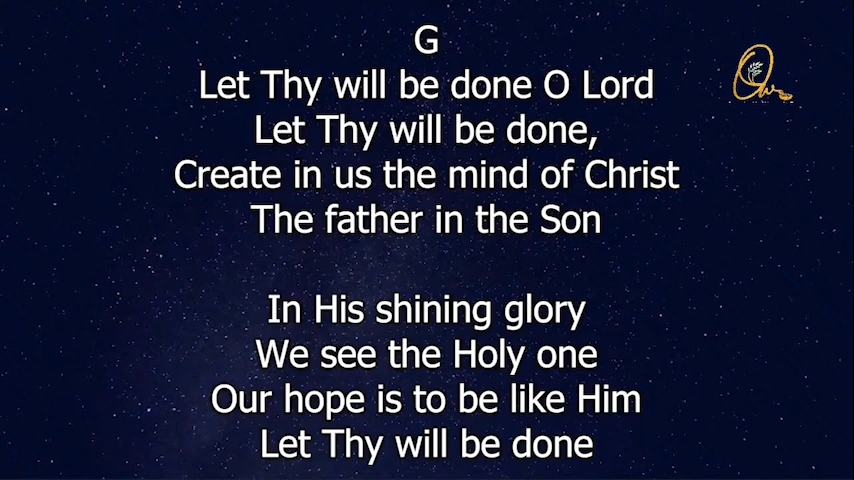 G
Let Thy will be done O Lord
Let Thy will be done,
Create in us the mind of Christ
The father in the Son
In His shining glory
We see the Holy one
Our hope is to be like Him
Let Thy will be done